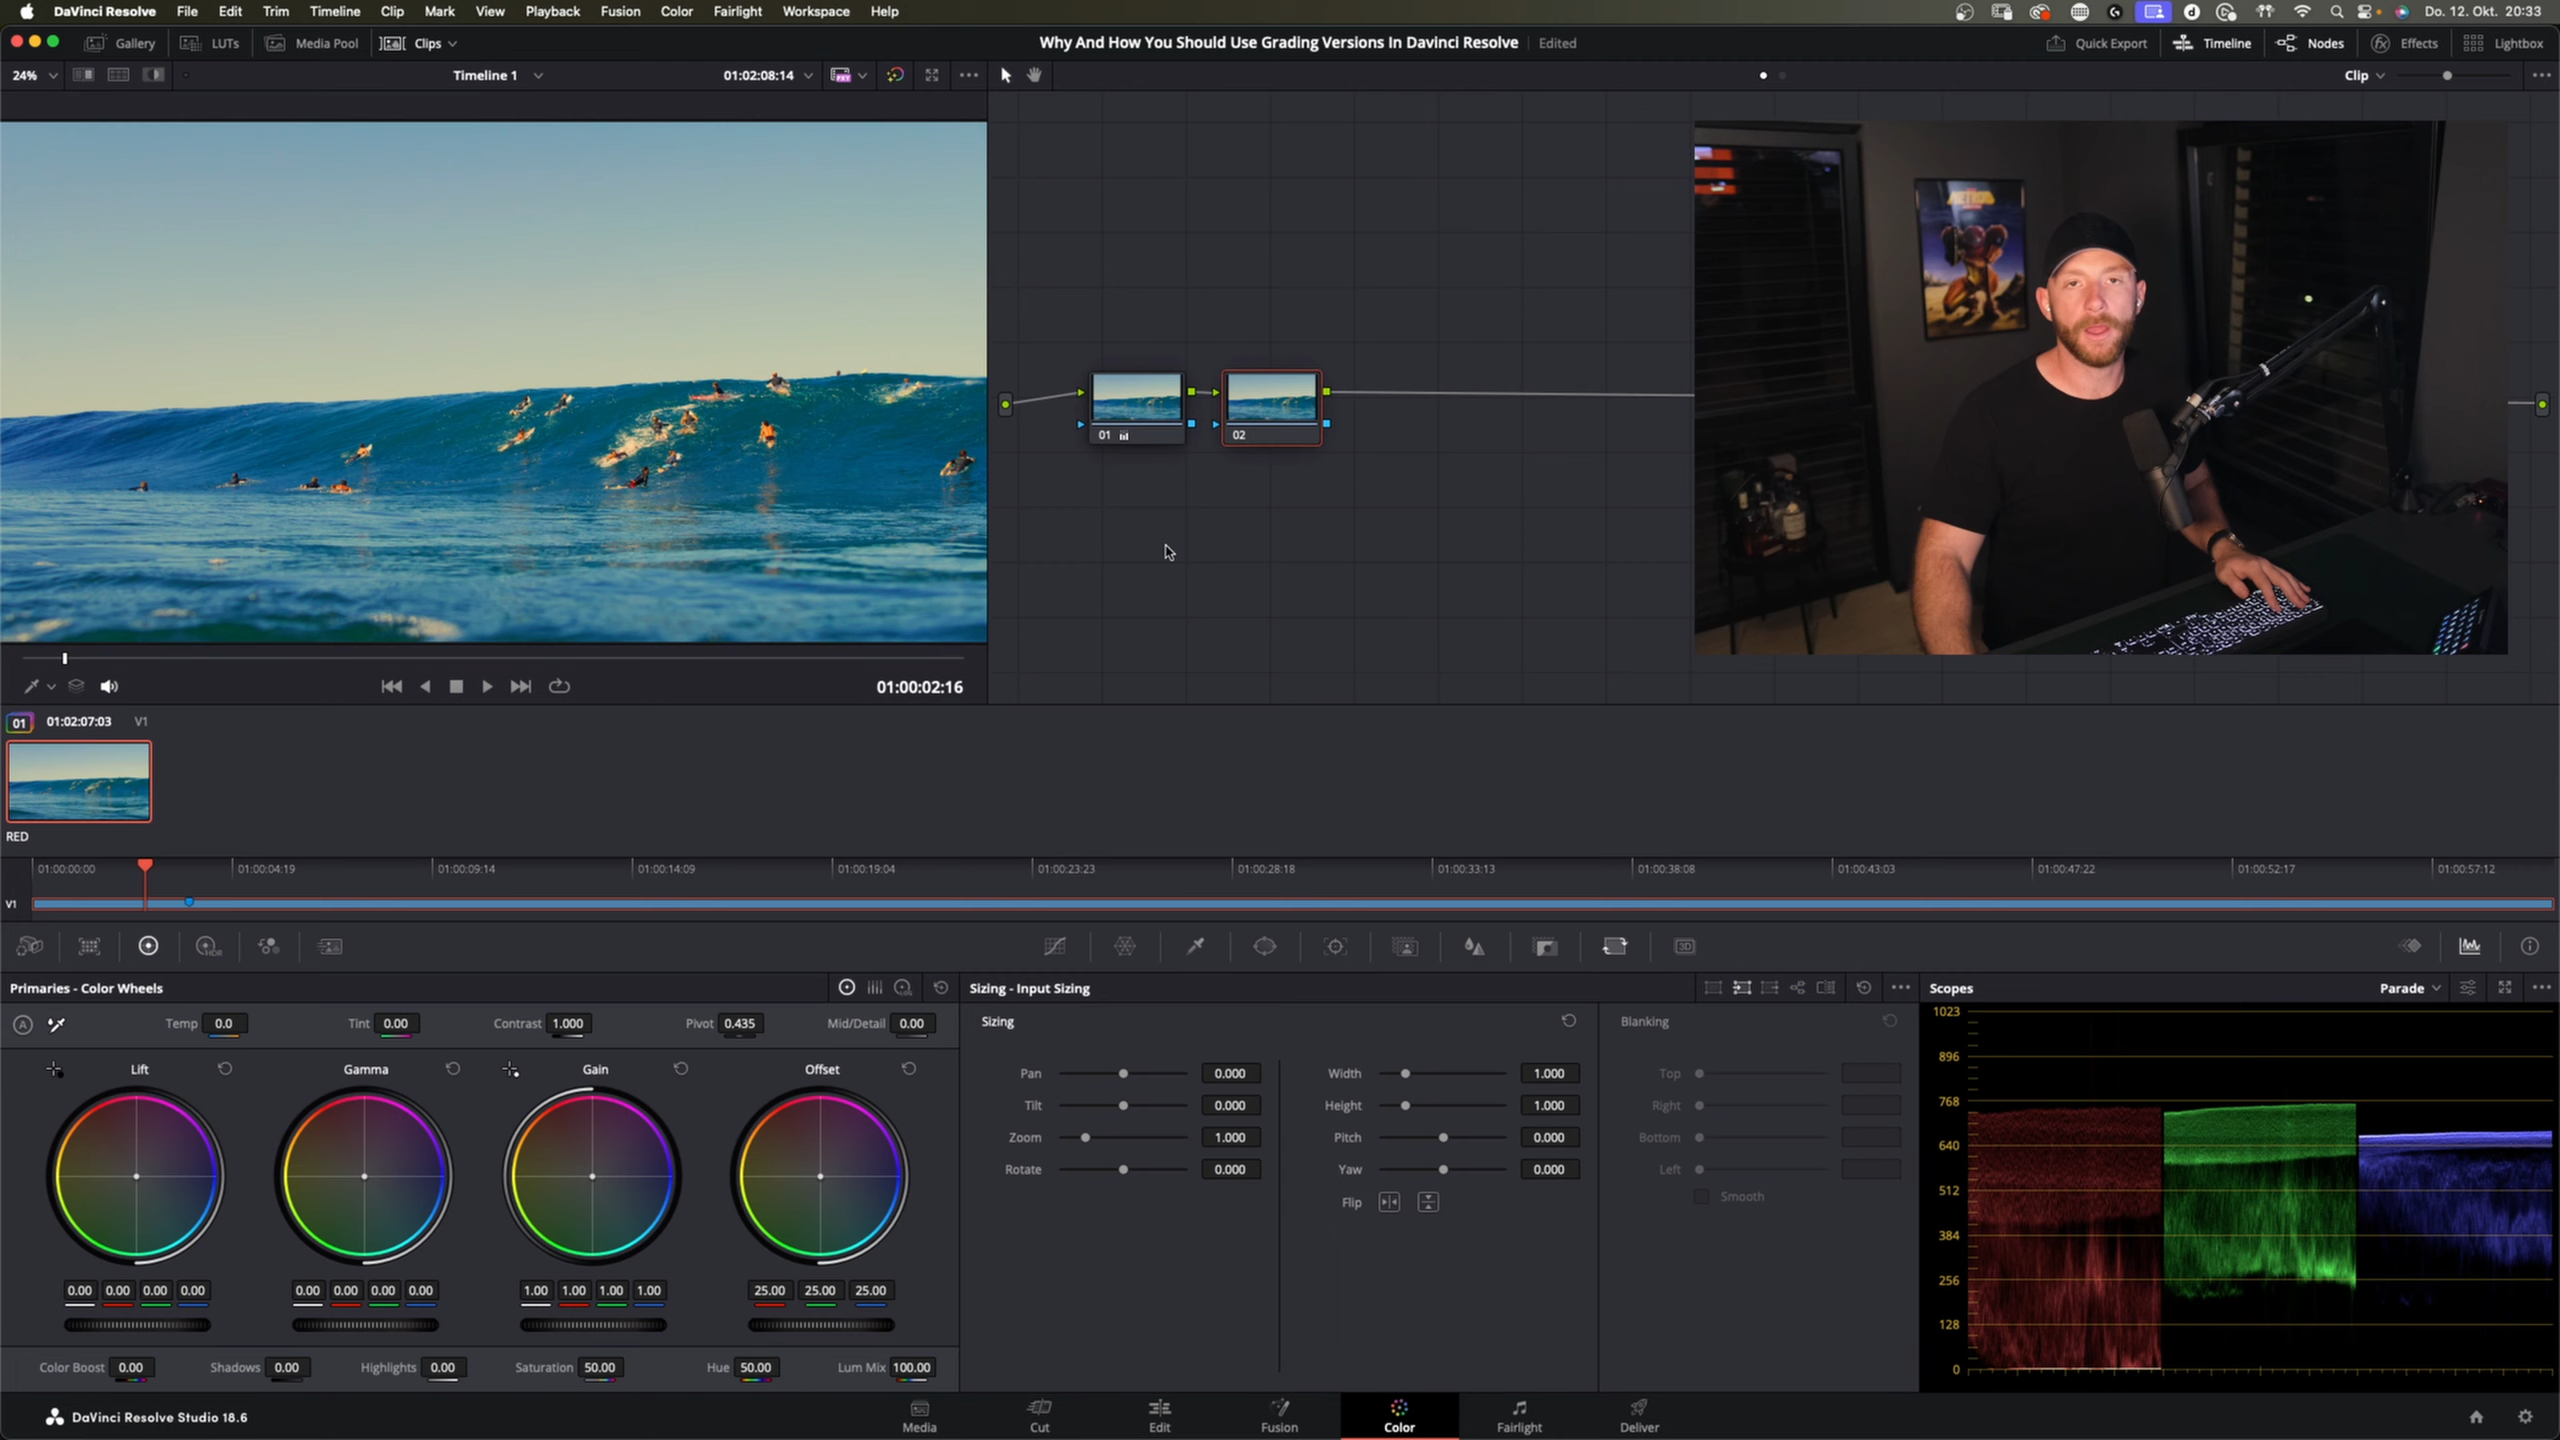 DaVinci Resolve File Edit Trim Timeline Clip Mark View Playback Fusion Color Fairlight Workspace Help Do. 12. Okt. 20:33
Gallery LUTs Media Pool Clips Why And How You Should Use Grading Versions In Davinci Resolve Edited Quick Export Timeline Nodes Effects Lightbox
24% Timeline 1 01:02:08:14 Clip
01 02
01:00:02:16
01 01:02:07:03 V1
RED
01:00:00:00 01:00:04:19 01:00:09:14 01:00:14:09 01:00:19:04 01:00:23:23 01:00:28:18 01:00:33:13 01:00:38:08 01:00:43:03 01:00:47:22 01:00:52:17 01:00:57:12
V1
HDR 3D
Primaries - Color Wheels Sizing - Input Sizing Scopes Parade
A Temp 0.0 Tint 0.00 Contrast 1.000 Pivot 0.435 Mid/Detail 0.00 Sizing Blanking
Lift Gamma Gain Offset
Pan 0.000 Width 1.000 Top
Tilt 0.000 Height 1.000 Right
Zoom 1.000 Pitch 0.000 Bottom
Rotate 0.000 Yaw 0.000 Left
Flip Smooth
1023
896
768
640
512
384
256
128
0
0.00 0.00 0.00 0.00 0.00 0.00 0.00 0.00 1.00 1.00 1.00 1.00 25.00 25.00 25.00
Color Boost 0.00 Shadows 0.00 Highlights 0.00 Saturation 50.00 Hue 50.00 Lum Mix 100.00
DaVinci Resolve Studio 18.6 Media Cut Edit Fusion Color Fairlight Deliver